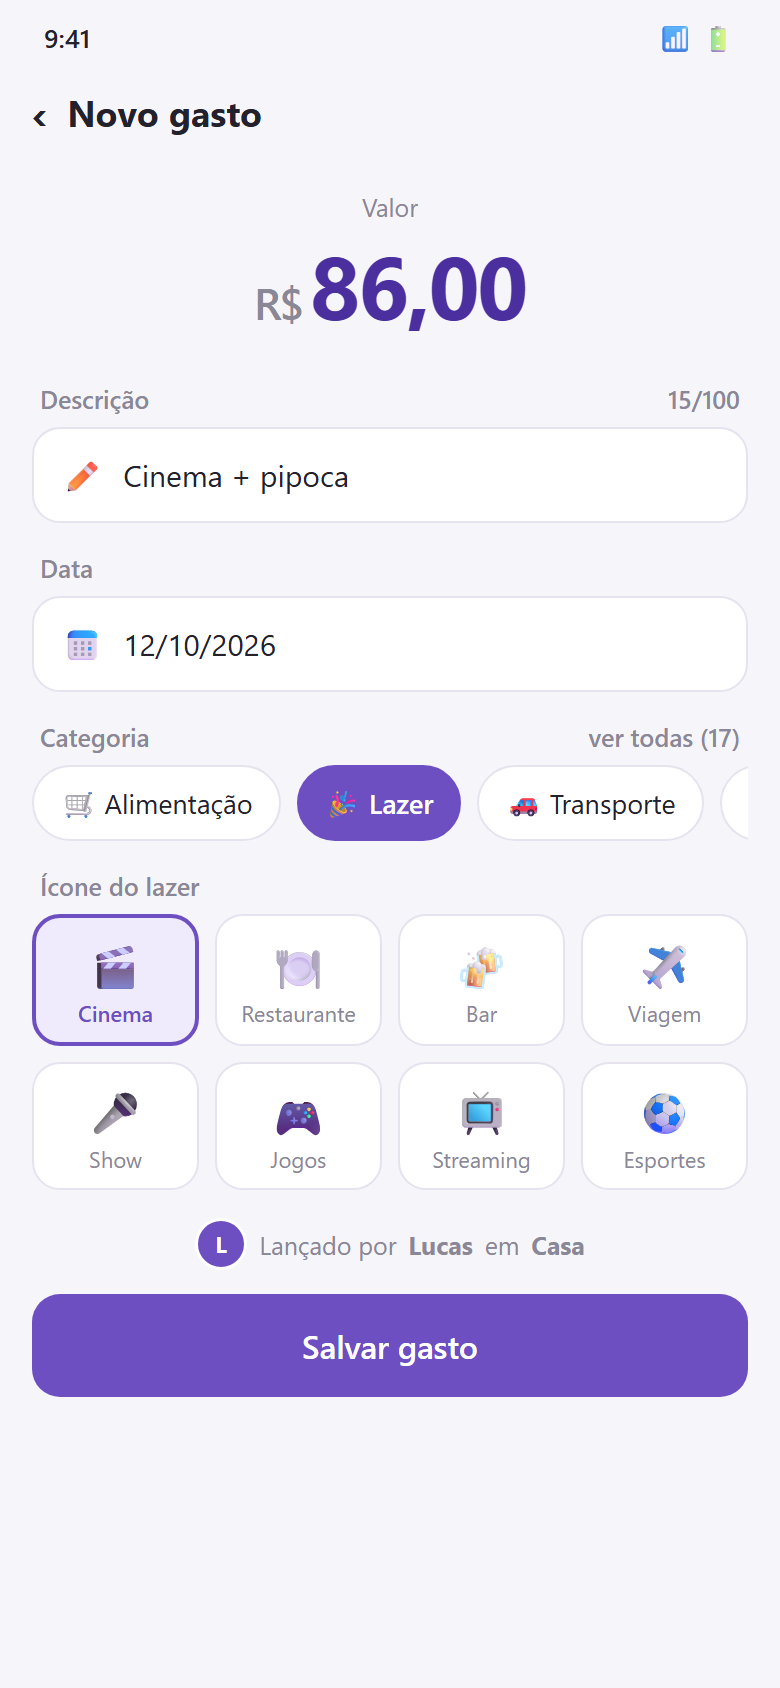 9:41
‹ Novo gasto
Valor
R$ 86,00
Descrição 15/100
Cinema + pipoca
Data
12/10/2026
Categoria ver todas (17)
Alimentação Lazer Transporte
Ícone do lazer
Cinema Restaurante Bar Viagem
Show Jogos Streaming Esportes
L Lançado por Lucas em Casa
Salvar gasto